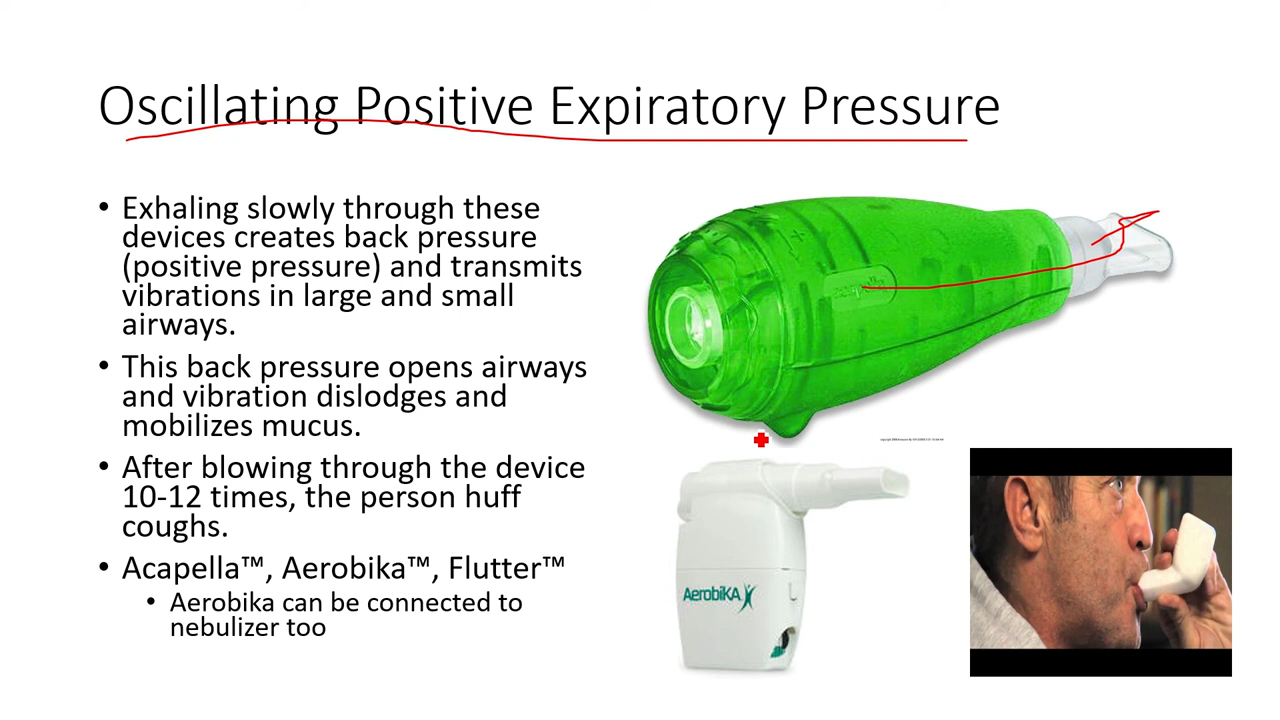 Oscillating Positive Expiratory Pressure
• Exhaling slowly through these
devices creates back pressure
(positive pressure) and transmits
vibrations in large and small
airways.
• This back pressure opens airways
and vibration dislodges and
mobilizes mucus.
• After blowing through the device
10-12 times, the person huff
coughs.
• Acapella™, Aerobika™, Flutter™
• Aerobika can be connected to
nebulizer too
AerobiKA